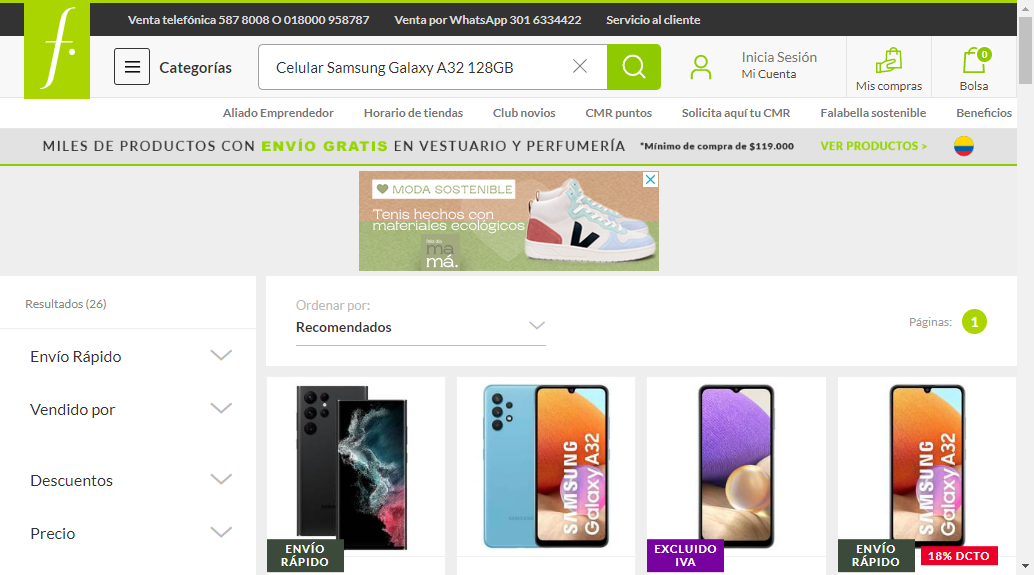 Venta telefónica 587 8008 O 018000 958787 Venta por WhatsApp 301 6334422 Servicio al cliente
f.
Categorías Celular Samsung Galaxy A32 128GB Inicia Sesión
Mi Cuenta
Mis compras
0
Bolsa
Aliado Emprendedor Horario de tiendas Club novios CMR puntos Solicita aquí tu CMR Falabella sostenible Beneficios
MILES DE PRODUCTOS CON ENVÍO GRATIS EN VESTUARIO Y PERFUMERÍA *Mínimo de compra de $119.000 VER PRODUCTOS >
MODA SOSTENIBLE
Tenis hechos con
materiales ecológicos
ma
má.
Resultados (26)
Ordenar por:
Recomendados
Páginas: 1
Envío Rápido
Vendido por
Descuentos
Precio
SAMSUNG
Galaxy A32
SAMSUNG
Galaxy A32
ENVÍO
RÁPIDO
EXCLUIDO
IVA
ENVÍO
RÁPIDO
18% DCTO